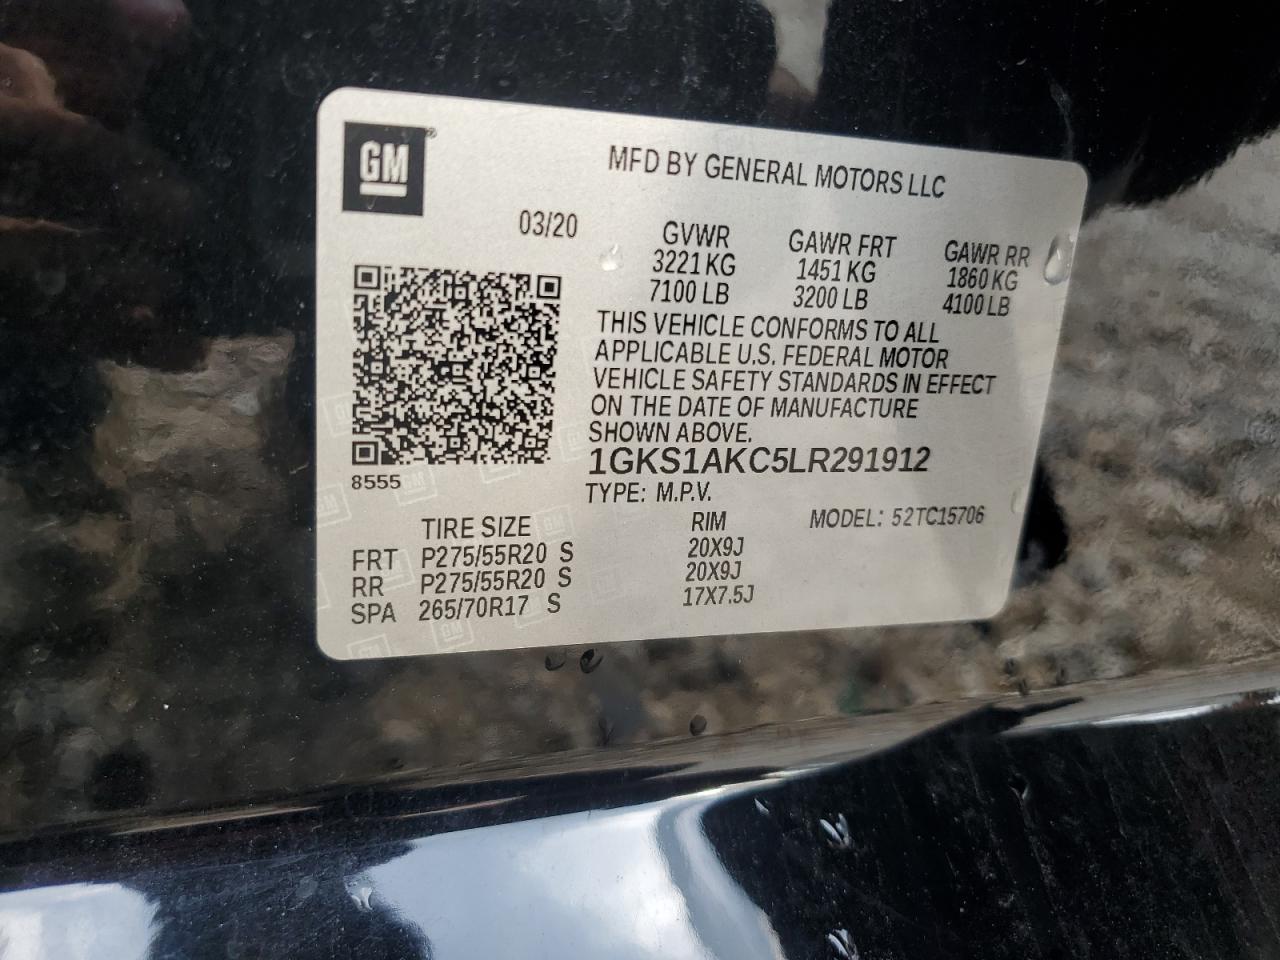 GM®
MFD BY GENERAL MOTORS LLC
03/20
GVWR GAWR FRT GAWR RR
3221 KG 1451 KG 1860 KG
7100 LB 3200 LB 4100 LB
THIS VEHICLE CONFORMS TO ALL
APPLICABLE U.S. FEDERAL MOTOR
VEHICLE SAFETY STANDARDS IN EFFECT
ON THE DATE OF MANUFACTURE
SHOWN ABOVE.
1GKS1AKC5LR291912
8555
TYPE: M.P.V.
TIRE SIZE RIM MODEL: 52TC15706
FRT P275/55R20 S 20X9J
RR P275/55R20 S 20X9J
SPA 265/70R17 S 17X7.5J